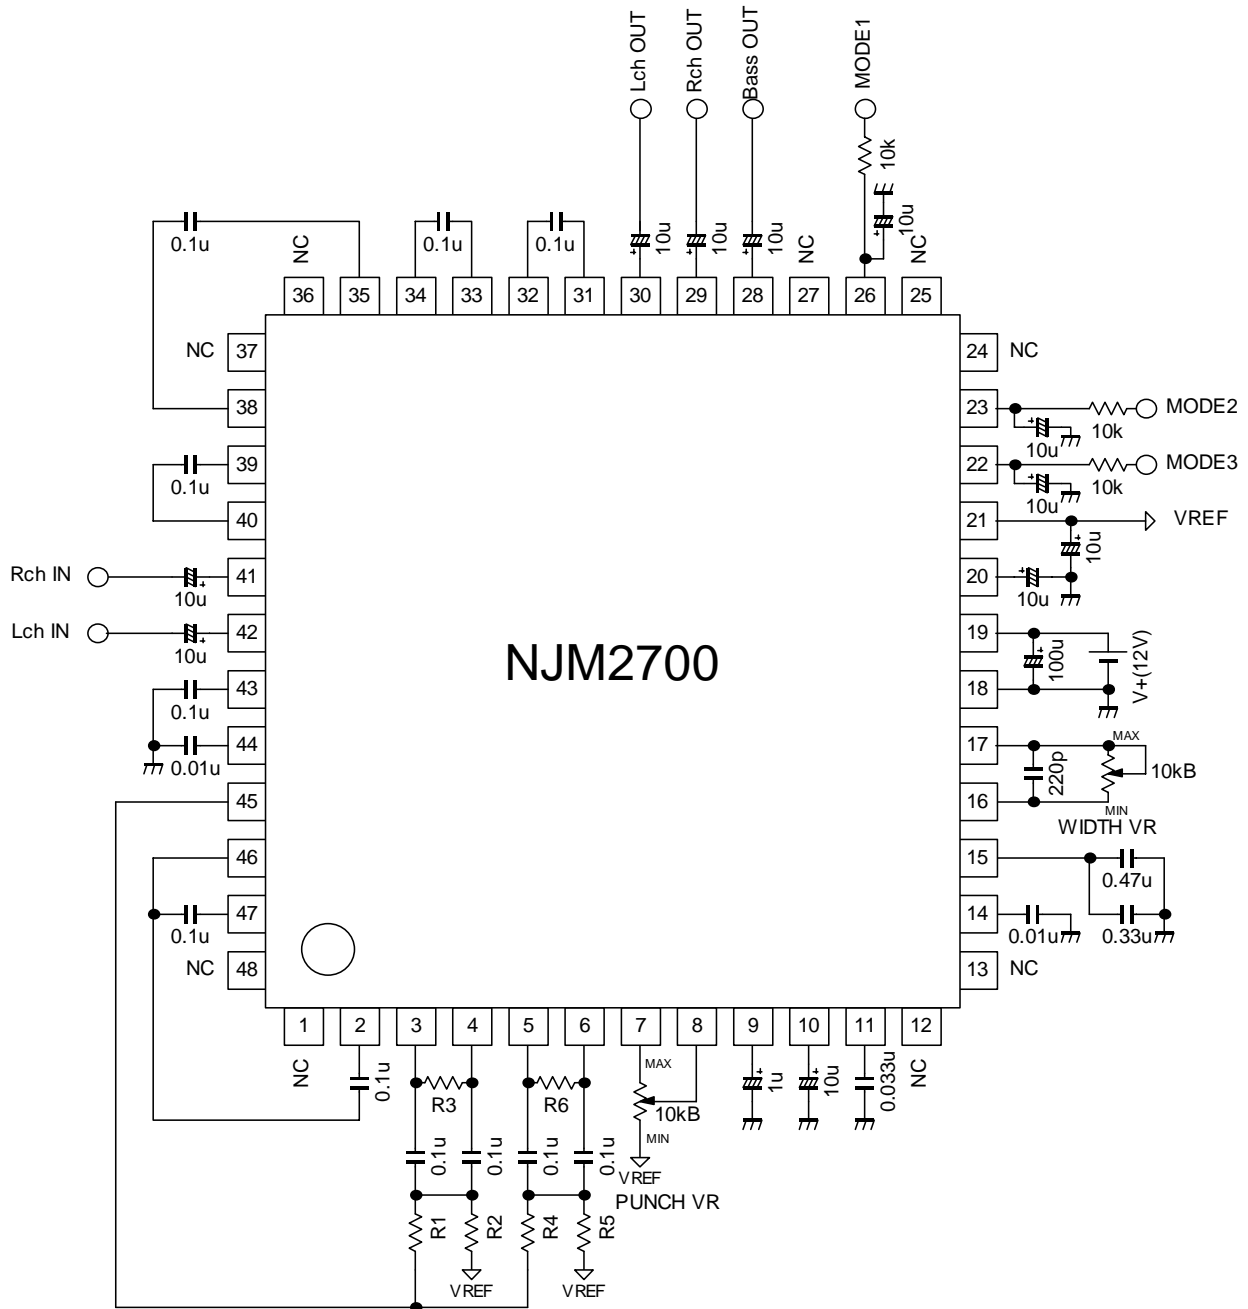 Lch OUT
Rch OUT
Bass OUT
MODE1
10k
10u
10u
10u
10u
0.1u
0.1u
0.1u
NC
NC
NC
36 35 34 33 32 31 30 29 28 27 26 25
NC 37
38
39
0.1u
40
Rch IN
10u
41
Lch IN
10u
42
43
0.1u
44
0.01u
45
46
47
0.1u
NC 48
NJM2700
24 NC
23
MODE2
10u
10k
22
MODE3
10u
10k
21
VREF
10u
20
10u
19
100u
V+(12V)
18
17
MAX
220p
10kB
16
MIN
WIDTH VR
15
0.47u
14
0.01u
0.33u
13 NC
1 2 3 4 5 6 7 8 9 10 11 12
NC
0.1u
R3
R6
MAX
10kB
MIN
VREF
PUNCH VR
1u
10u
0.033u
NC
0.1u
0.1u
0.1u
0.1u
R1
R2
R4
R5
VREF
VREF